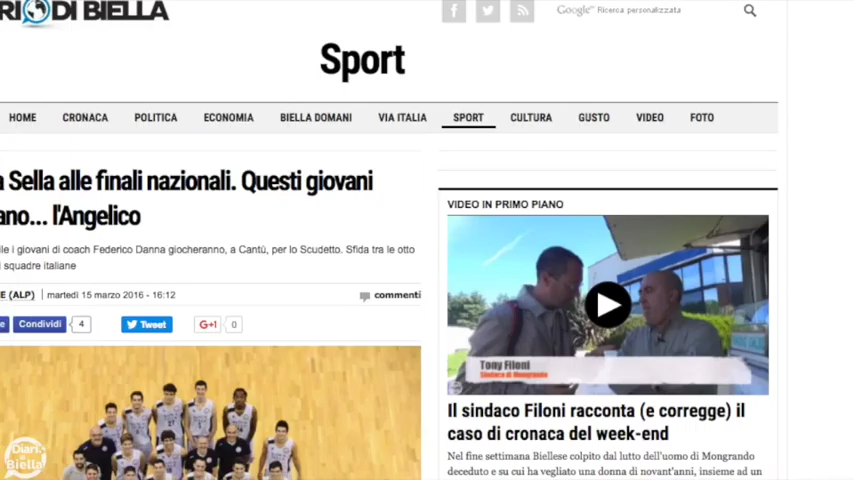 RIO DI BIELLA
Google™ Ricerca personalizzata
Sport
HOME CRONACA POLITICA ECONOMIA BIELLA DOMANI VIA ITALIA SPORT CULTURA GUSTO VIDEO FOTO
a Sella alle finali nazionali. Questi giovani
ano... l'Angelico
lle i giovani di coach Federico Danna giocheranno, a Cantù, per lo Scudetto. Sfida tra le otto
squadre italiane
E (ALP) martedì 15 marzo 2016 - 16:12
commenti
e Condividi 4 Tweet G+1 0
Diari
di Biella
VIDEO IN PRIMO PIANO
Tony Filoni
Sindaco di Mongrando
Il sindaco Filoni racconta (e corregge) il
caso di cronaca del week-end
Nel fine settimana Biellese colpito dal lutto dell'uomo di Mongrando
deceduto e su cui ha vegliato una donna di novant'anni, insieme ad un